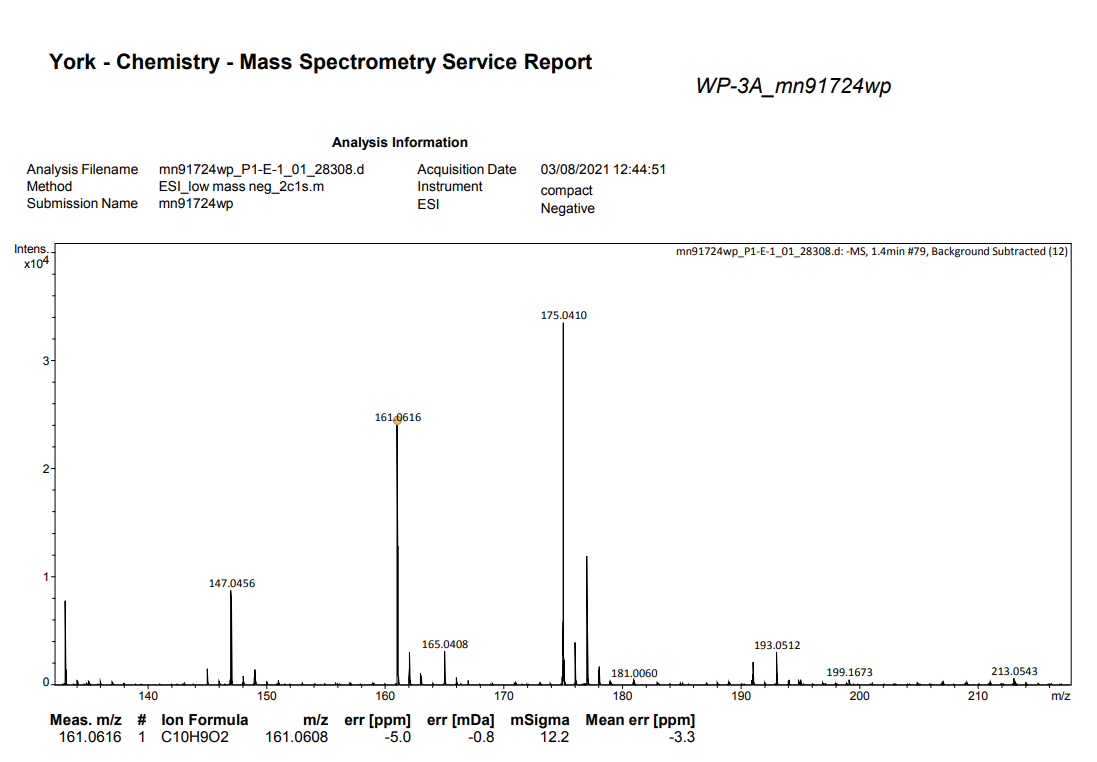 York - Chemistry - Mass Spectrometry Service Report
WP-3A_mn91724wp
Analysis Information
Analysis Filename mn91724wp_P1-E-1_01_28308.d Acquisition Date 03/08/2021 12:44:51
Method ESI_low mass neg_2c1s.m Instrument compact
Submission Name mn91724wp ESI Negative
Intens.
x10⁴
mn91724wp_P1-E-1_01_28308.d: -MS, 1.4min #79, Background Subtracted (12)
175.0410
3
161.0616
2
1
147.0456
165.0408
193.0512
181.0060
199.1673
213.0543
0
140 150 160 170 180 190 200 210 m/z
Meas. m/z # Ion Formula m/z err [ppm] err [mDa] mSigma Mean err [ppm]
161.0616 1 C10H9O2 161.0608 -5.0 -0.8 12.2 -3.3